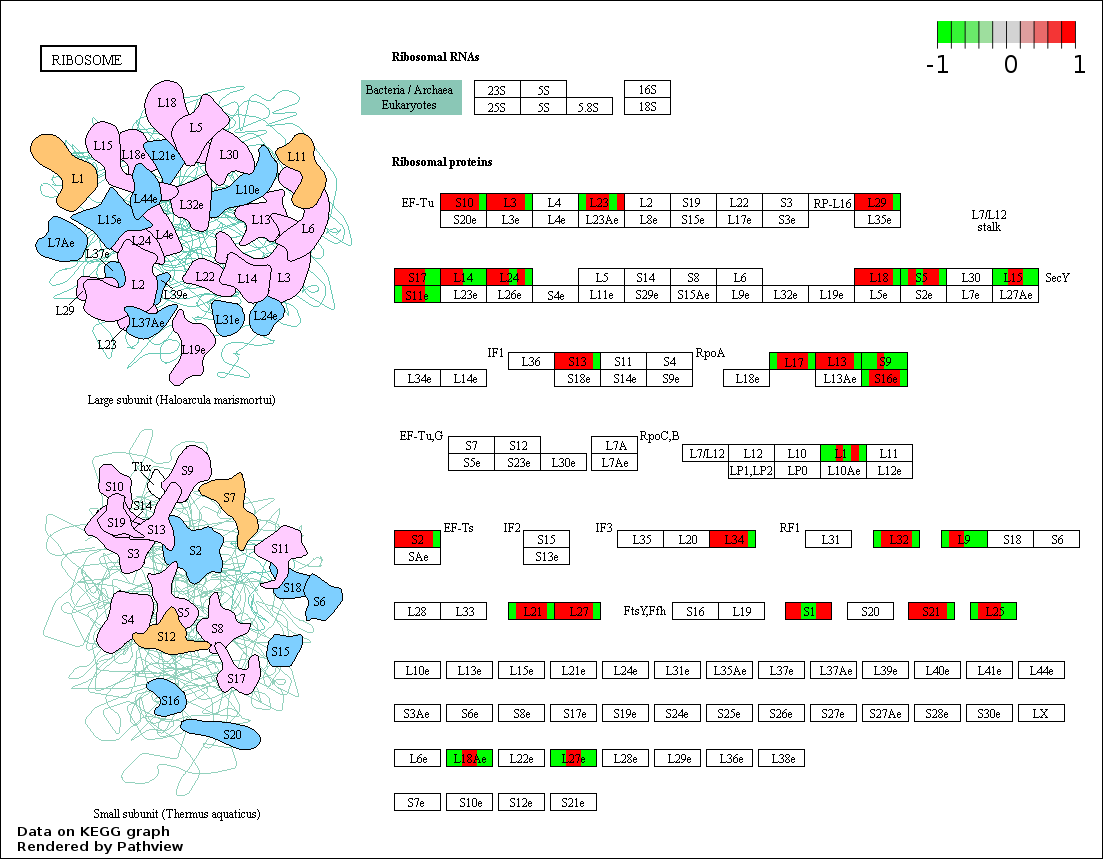 RIBOSOME
-1 0 1
Ribosomal RNAs
Bacteria / Archaea 23S 5S 16S
Eukaryotes 25S 5S 5.8S 18S
Ribosomal proteins
EF-Tu S10 L3 L4 L23 L2 S19 L22 S3 RP-L16 L29
S20e L3e L4e L23Ae L8e S15e L17e S3e L35e
L7/L12
stalk
S17 L14 L24 L5 S14 S8 L6 L18 S5 L30 L15 SecY
S11e L23e L26e S4e L11e S29e S15Ae L9e L32e L19e L5e S2e L7e L27Ae
IF1 L36 S13 S11 S4 RpoA L17 L13 S9
L34e L14e S18e S14e S9e L18e L13Ae S16e
EF-Tu,G S7 S12 L7A RpoC,B L7/L12 L12 L10 L1 L11
S5e S23e L30e L7Ae LP1,LP2 LP0 L10Ae L12e
S2 EF-Ts IF2 S15 IF3 L35 L20 L34 RF1 L31 L32 L9 S18 S6
SAe S13e
L28 L33 L21 L27 FtsY,Ffh S16 L19 S1 S20 S21 L25
L10e L13e L15e L21e L24e L31e L35Ae L37e L37Ae L39e L40e L41e L44e
S3Ae S6e S8e S17e S19e S24e S25e S26e S27e S27Ae S28e S30e LX
L6e L18Ae L22e L27e L28e L29e L36e L38e
S7e S10e S12e S21e
L18
L5
L15
L18e
L21e
L30
L11
L1
L10e
L44e
L32e
L15e
L13
L6
L7Ae
L24
L4e
L37e
L2
L22
L14
L3
L39e
L29
L37Ae
L31e
L24e
L23
L19e
Large subunit (Haloarcula marismortui)
Thx
S9
S10
S7
S14
S19
S13
S3
S2
S11
S18
S6
S4
S5
S8
S12
S15
S17
S16
S20
Small subunit (Thermus aquaticus)
Data on KEGG graph
Rendered by Pathview